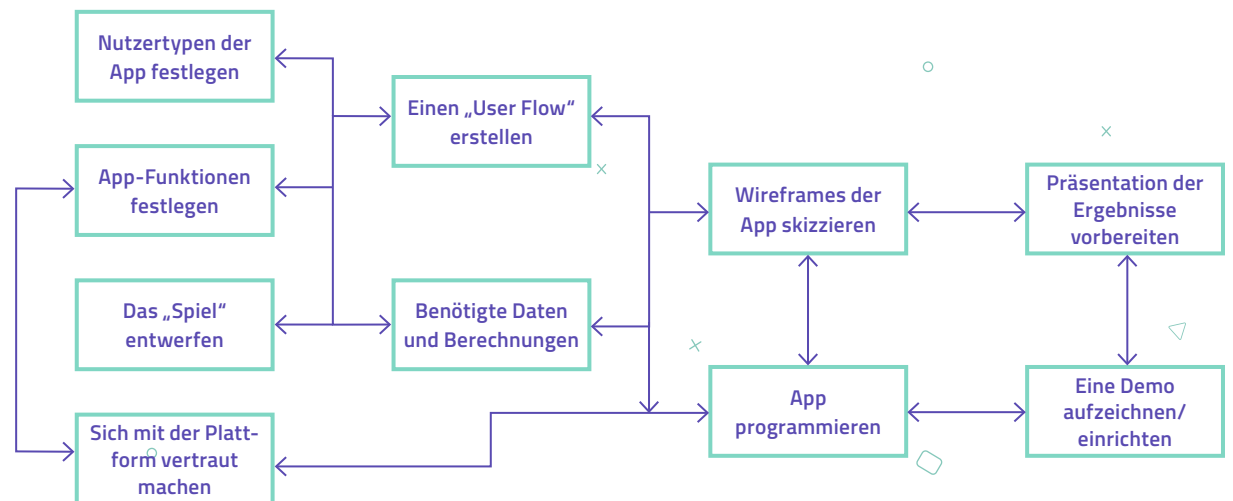 Nutzertypen der
App festlegen
App-Funktionen
festlegen
Das „Spiel“
entwerfen
Sich mit der Platt-
form vertraut
machen
Einen „User Flow“
erstellen
Benötigte Daten
und Berechnungen
Wireframes der
App skizzieren
App
programmieren
Präsentation der
Ergebnisse
vorbereiten
Eine Demo
aufzeichnen/
einrichten